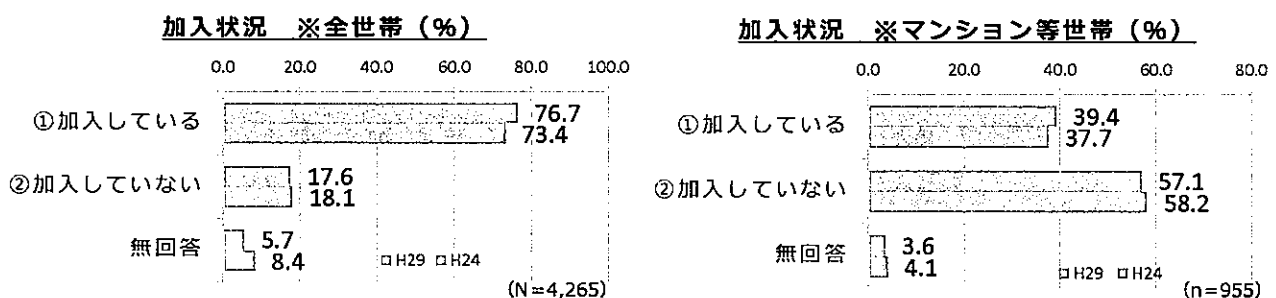 加入状況 ※全世帯（%）
0.0 20.0 40.0 60.0 80.0 100.0
①加入している 76.7
73.4
②加入していない 17.6
18.1
無回答 5.7
8.4
□H29 □H24
(N=4,265)
加入状況 ※マンション等世帯（%）
0.0 20.0 40.0 60.0 80.0
①加入している 39.4
37.7
②加入していない 57.1
58.2
無回答 3.6
4.1
□H29 □H24
(n=955)